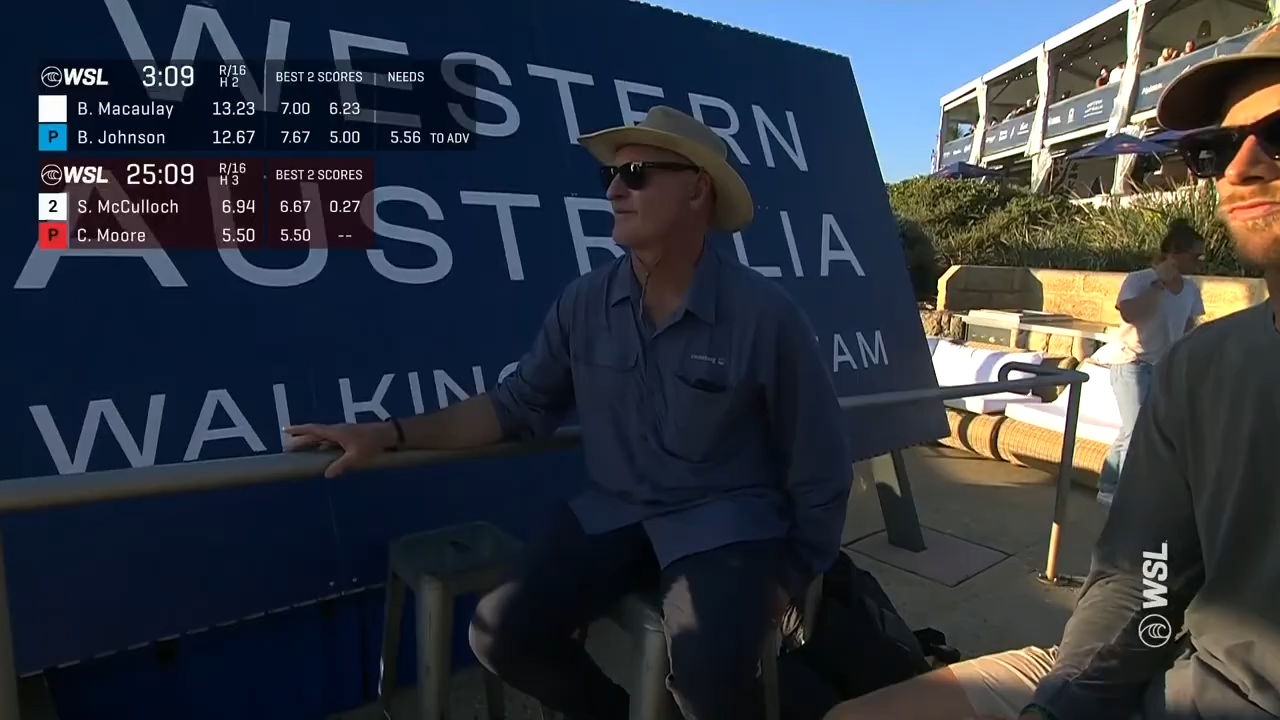 WSL 3:09 R/16 H 2 BEST 2 SCORES NEEDS
B. Macaulay 13.23 7.00 6.23
P B. Johnson 12.67 7.67 5.00 5.56 TO ADV
WSL 25:09 R/16 H 3 BEST 2 SCORES
2 S. McCulloch 6.94 6.67 0.27
P C. Moore 5.50 5.50 --
WESTERN
AUSTRALIA
WSL